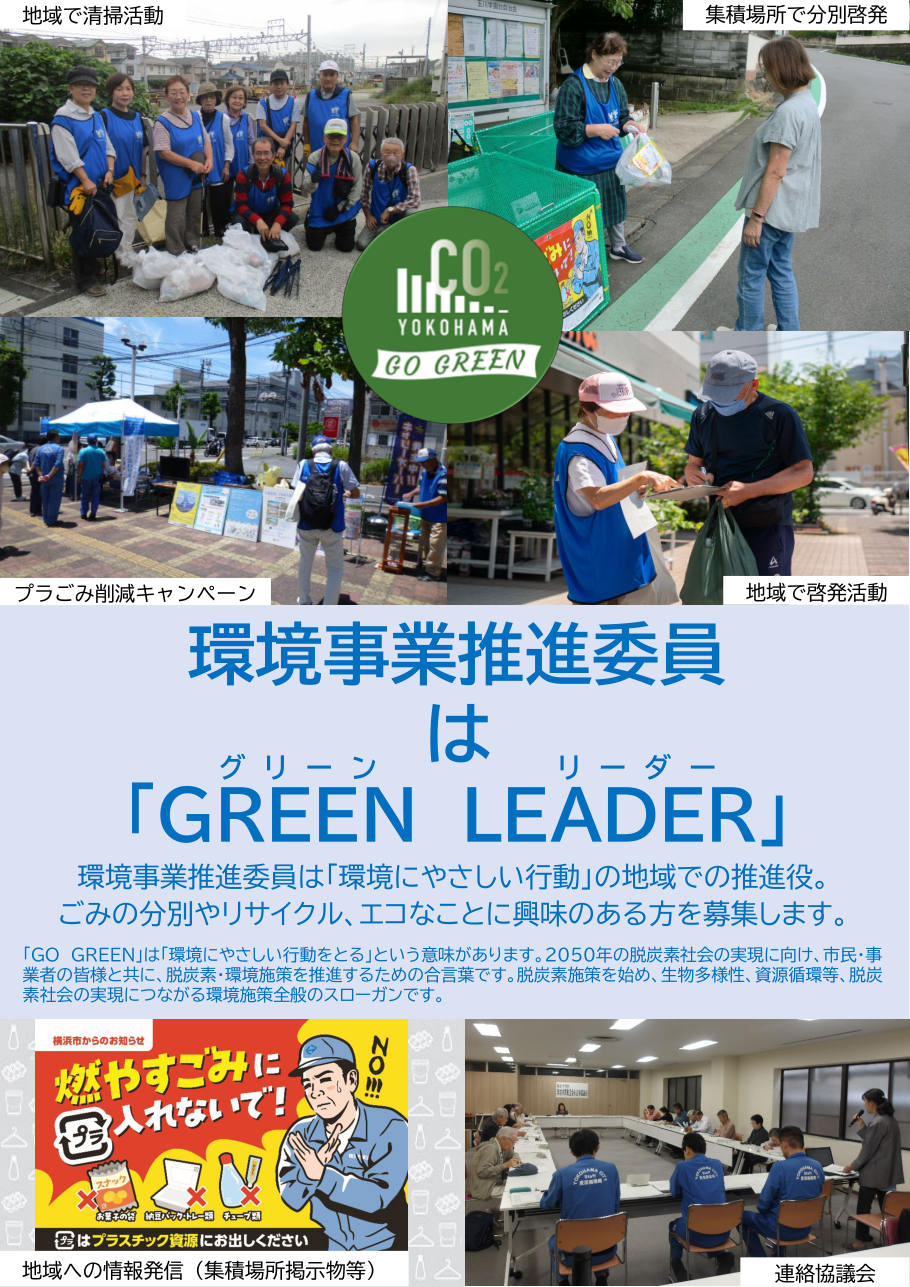 地域で清掃活動
集積場所で分別啓発
CO2
YOKOHAMA
GO GREEN
プラごみ削減キャンペーン
地域で啓発活動
環境事業推進委員
は
グリーン リーダー
「GREEN LEADER」
環境事業推進委員は「環境にやさしい行動」の地域での推進役。
ごみの分別やリサイクル、エコなことに興味のある方を募集します。
「GO GREEN」は「環境にやさしい行動をとる」という意味があります。2050年の脱炭素社会の実現に向け、市民・事
業者の皆様と共に、脱炭素・環境施策を推進するための合言葉です。脱炭素施策を始め、生物多様性、資源循環等、脱炭
素社会の実現につながる環境施策全般のスローガンです。
横浜市からのお知らせ
燃やすごみに
プラ 入れないで!
NO!!!
スナック
お菓子の袋 納豆パック・トレー類 チューブ類
プラ はプラスチック資源にお出しください
地域への情報発信（集積場所掲示物等）
YOKOHAMA CITY
Staff
連絡協議会